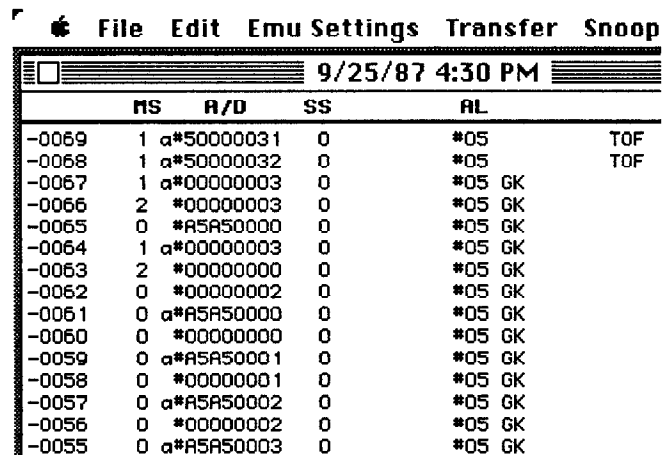 File Edit Emu Settings Transfer Snoop
9/25/87 4:30 PM
MS A/D SS AL
-0069 1 a#50000031 0 #05 TOF
-0068 1 a#50000032 0 #05 TOF
-0067 1 a#00000003 0 #05 GK
-0066 2 #00000003 0 #05 GK
-0065 0 #A5A50000 0 #05 GK
-0064 1 a#00000003 0 #05 GK
-0063 2 #00000000 0 #05 GK
-0062 0 #00000002 0 #05 GK
-0061 0 a#A5A50000 0 #05 GK
-0060 0 #00000000 0 #05 GK
-0059 0 a#A5A50001 0 #05 GK
-0058 0 #00000001 0 #05 GK
-0057 0 a#A5A50002 0 #05 GK
-0056 0 #00000002 0 #05 GK
-0055 0 a#A5A50003 0 #05 GK